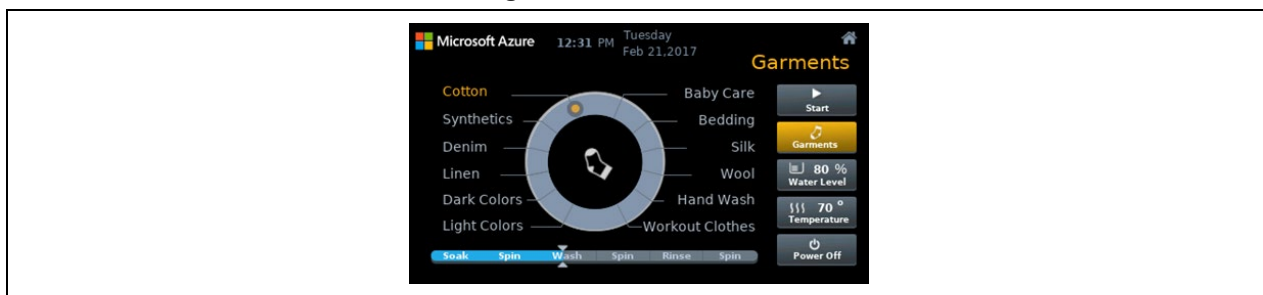 Microsoft Azure 12:31 PM Tuesday
Feb 21,2017
Garments
Cotton
Synthetics
Denim
Linen
Dark Colors
Light Colors
Baby Care
Bedding
Silk
Wool
Hand Wash
Workout Clothes
Start
Garments
80 %
Water Level
70 °
Temperature
Power Off
Soak Spin Wash Spin Rinse Spin